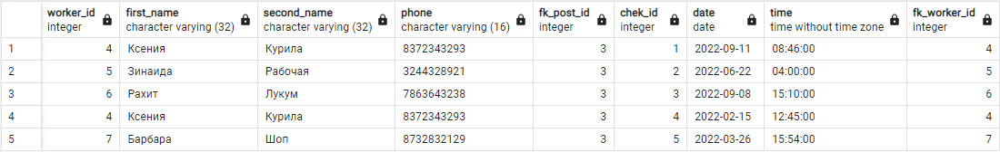 worker_id first_name second_name phone fk_post_id chek_id date time fk_worker_id
integer character varying (32) character varying (32) character varying (16) integer integer date time without time zone integer
1 4 Ксения Курила 8372343293 3 1 2022-09-11 08:46:00 4
2 5 Зинаида Рабочая 3244328921 3 2 2022-06-22 04:00:00 5
3 6 Рахит Лукум 7863643238 3 3 2022-09-08 15:10:00 6
4 4 Ксения Курила 8372343293 3 4 2022-02-15 12:45:00 4
5 7 Барбара Шоп 8732832129 3 5 2022-03-26 15:54:00 7